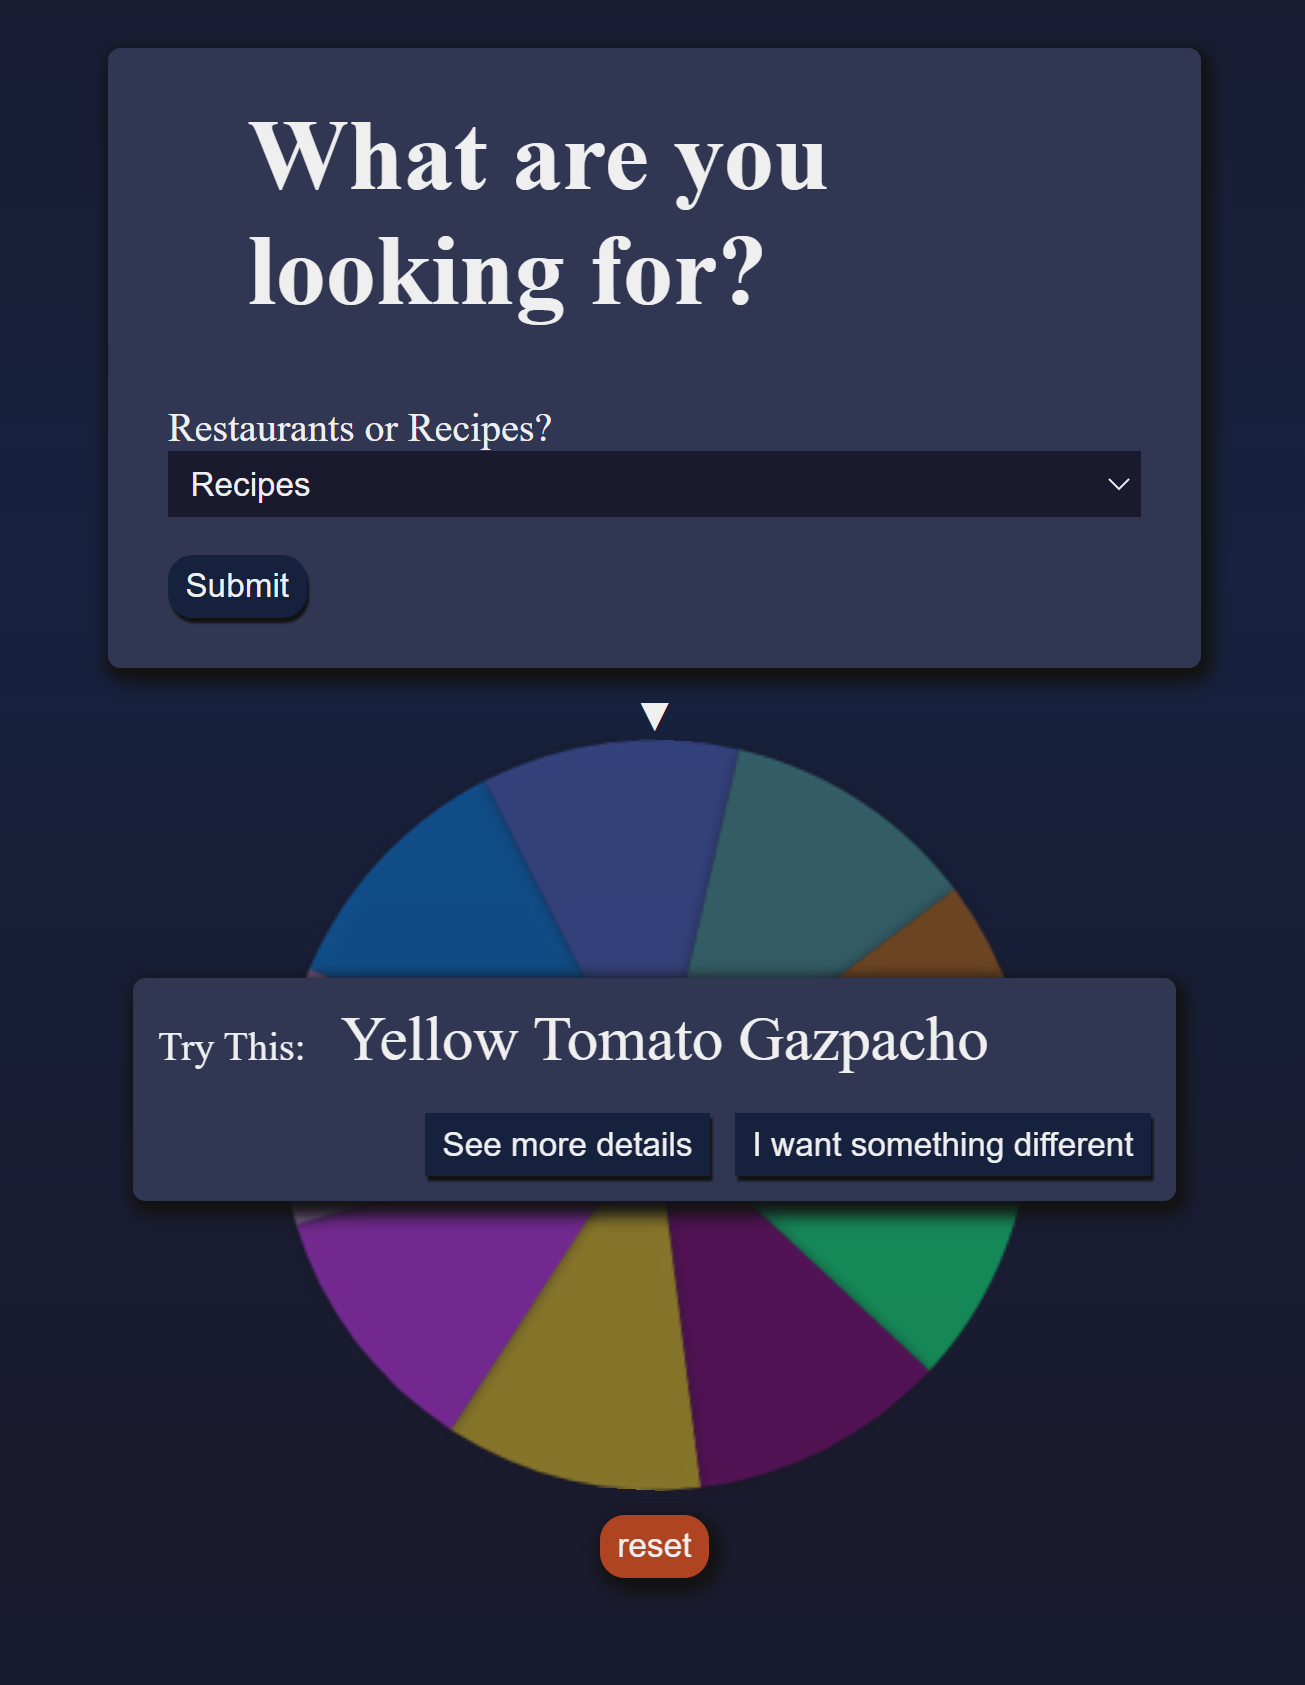 What are you
looking for?
Restaurants or Recipes?
Recipes
Submit
Try This: Yellow Tomato Gazpacho
See more details I want something different
reset